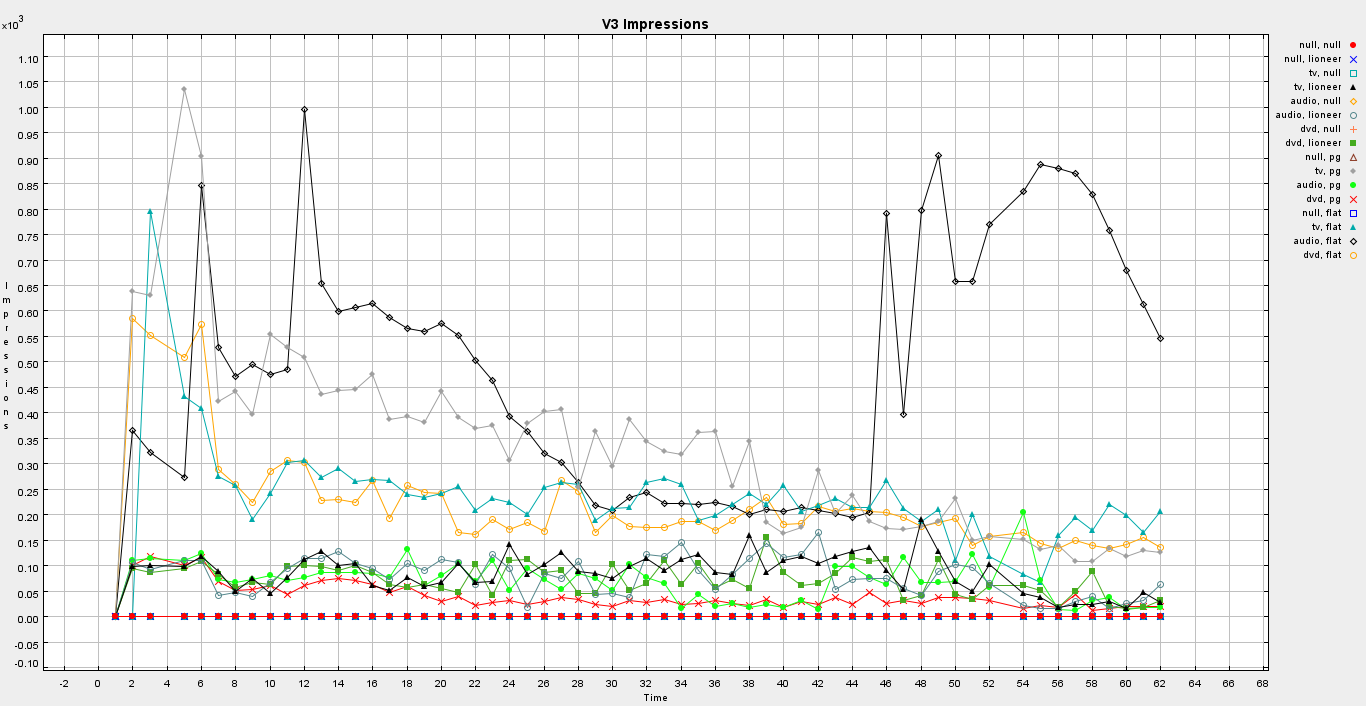 V3 Impressions
x10^3
1.10
1.05
1.00
0.95
0.90
0.85
0.80
0.75
0.70
0.65
0.60
0.55
0.50
0.45
0.40
0.35
0.30
0.25
0.20
0.15
0.10
0.05
0.00
-0.05
-0.10
Impressions
-2 0 2 4 6 8 10 12 14 16 18 20 22 24 26 28 30 32 34 36 38 40 42 44 46 48 50 52 54 56 58 60 62 64 66 68
Time
null, null
null, lioneer
tv, null
tv, lioneer
audio, null
audio, lioneer
dvd, null
dvd, lioneer
null, pg
tv, pg
audio, pg
dvd, pg
null, flat
tv, flat
audio, flat
dvd, flat